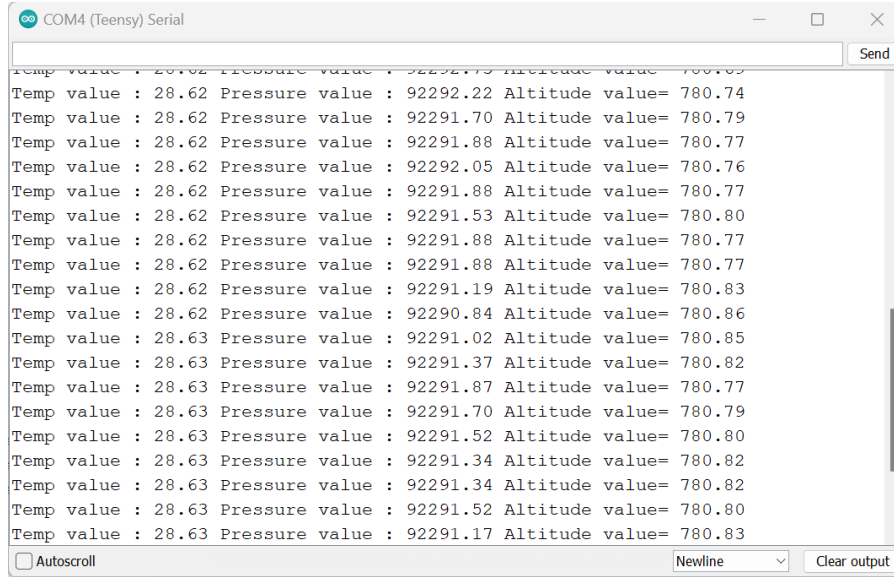 COM4 (Teensy) Serial
Send
Temp value : 28.62 Pressure value : 92292.73 Altitude value= 780.69
Temp value : 28.62 Pressure value : 92292.22 Altitude value= 780.74
Temp value : 28.62 Pressure value : 92291.70 Altitude value= 780.79
Temp value : 28.62 Pressure value : 92291.88 Altitude value= 780.77
Temp value : 28.62 Pressure value : 92292.05 Altitude value= 780.76
Temp value : 28.62 Pressure value : 92291.88 Altitude value= 780.77
Temp value : 28.62 Pressure value : 92291.53 Altitude value= 780.80
Temp value : 28.62 Pressure value : 92291.88 Altitude value= 780.77
Temp value : 28.62 Pressure value : 92291.88 Altitude value= 780.77
Temp value : 28.62 Pressure value : 92291.19 Altitude value= 780.83
Temp value : 28.62 Pressure value : 92290.84 Altitude value= 780.86
Temp value : 28.63 Pressure value : 92291.02 Altitude value= 780.85
Temp value : 28.63 Pressure value : 92291.37 Altitude value= 780.82
Temp value : 28.63 Pressure value : 92291.87 Altitude value= 780.77
Temp value : 28.63 Pressure value : 92291.70 Altitude value= 780.79
Temp value : 28.63 Pressure value : 92291.52 Altitude value= 780.80
Temp value : 28.63 Pressure value : 92291.34 Altitude value= 780.82
Temp value : 28.63 Pressure value : 92291.34 Altitude value= 780.82
Temp value : 28.63 Pressure value : 92291.52 Altitude value= 780.80
Temp value : 28.63 Pressure value : 92291.17 Altitude value= 780.83
Autoscroll
Newline
Clear output